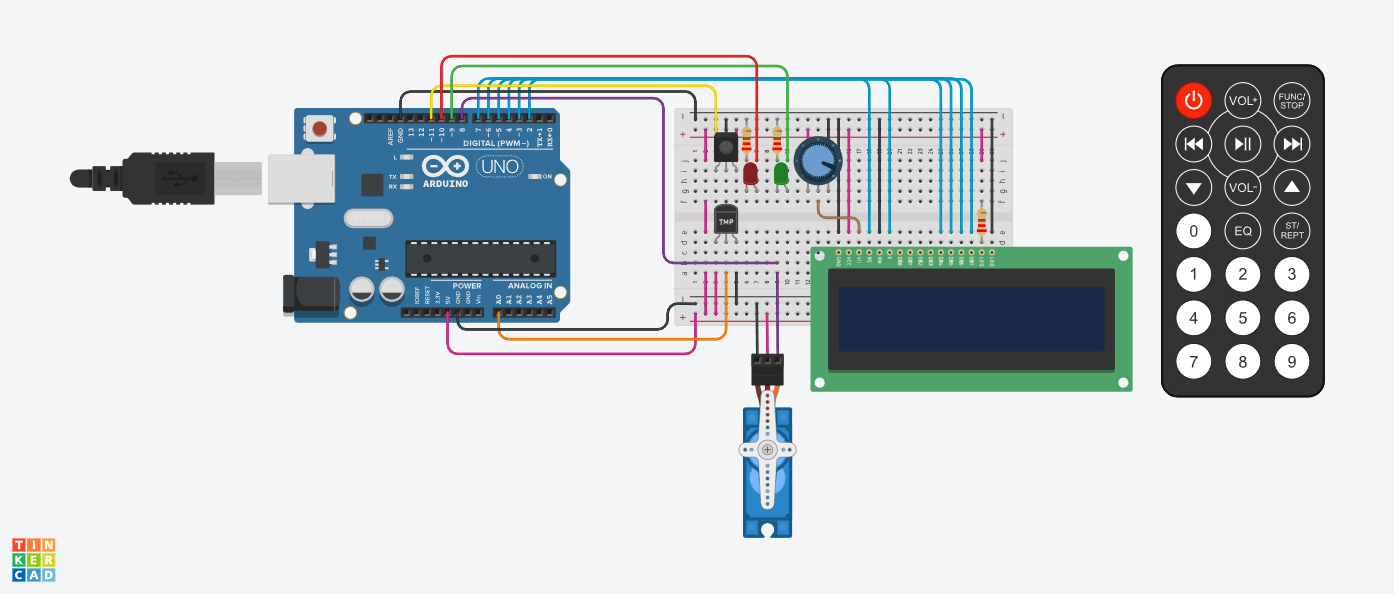 AREF
GND
13
12
~11
~10
~9
8
7
~6
~5
4
~3
2
TX→1
RX←0
DIGITAL (PWM~)
L
TX
RX
ARDUINO
UNO
ON
POWER
ANALOG IN
IOREF
RESET
3.3V
5V
GND
GND
Vin
A0
A1
A2
A3
A4
A5
TMP
VOL+
FUNC/
STOP
VOL-
0
EQ
ST/
REPT
1
2
3
4
5
6
7
8
9
TIN
KER
CAD